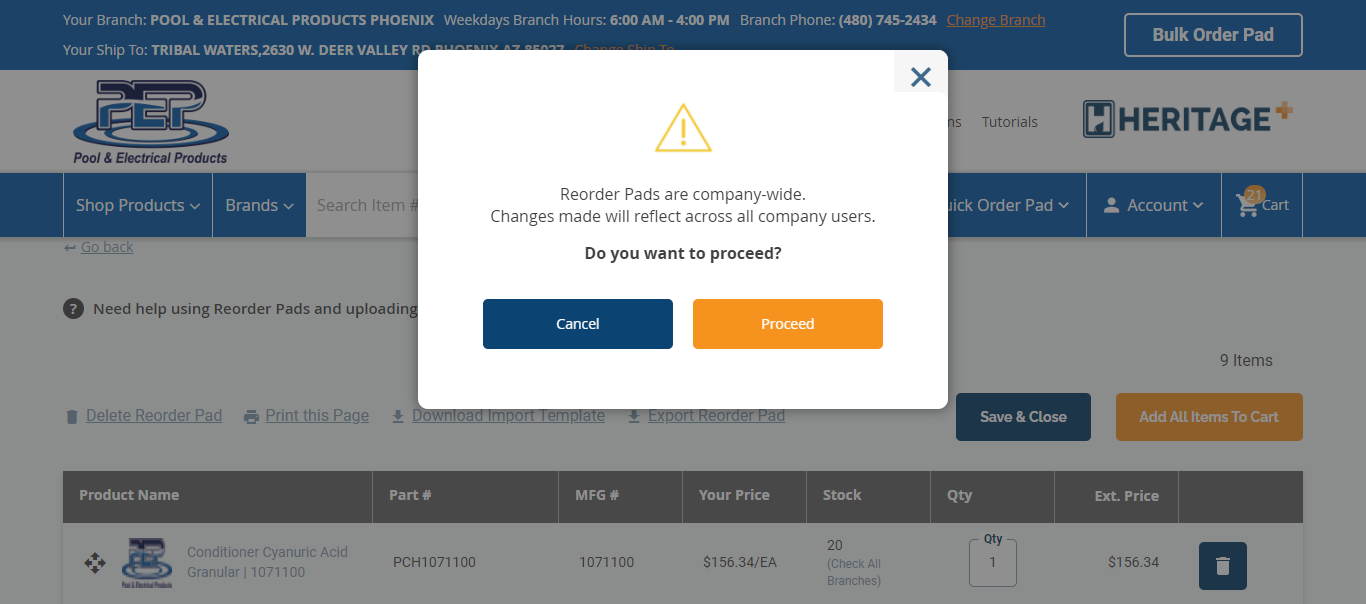 Your Branch: POOL & ELECTRICAL PRODUCTS PHOENIX Weekdays Branch Hours: 6:00 AM - 4:00 PM Branch Phone: (480) 745-2434 Change Branch
Bulk Order Pad
Your Ship To: TRIBAL WATERS,2630 W. DEER VALLEY RD,PHOENIX,AZ,85027 Change Ship To
PEP
Pool & Electrical Products
Tutorials
HERITAGE+
Shop Products
Brands
Search Item #
Quick Order Pad
Account
21
Cart
Go back
? Need help using Reorder Pads and uploading
Reorder Pads are company-wide.
Changes made will reflect across all company users.
Do you want to proceed?
Cancel
Proceed
9 Items
Delete Reorder Pad Print this Page Download Import Template Export Reorder Pad
Save & Close
Add All Items To Cart
Product Name Part # MFG # Your Price Stock Qty Ext. Price
PEP
Pool & Electrical Products
Conditioner Cyanuric Acid
Granular | 1071100
PCH1071100
1071100
$156.34/EA
20
(Check All
Branches)
Qty
1
$156.34